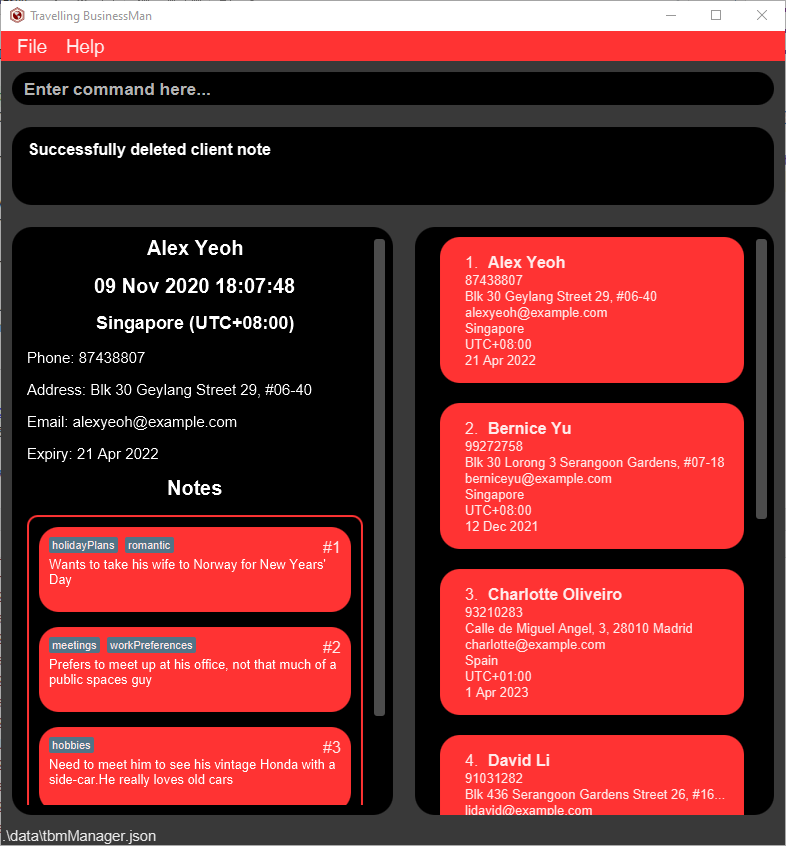 Travelling BusinessMan
File Help
Enter command here...
Successfully deleted client note
Alex Yeoh
09 Nov 2020 18:07:48
Singapore (UTC+08:00)
Phone: 87438807
Address: Blk 30 Geylang Street 29, #06-40
Email: alexyeoh@example.com
Expiry: 21 Apr 2022
Notes
holidayPlans romantic #1
Wants to take his wife to Norway for New Years'
Day
meetings workPreferences #2
Prefers to meet up at his office, not that much of a
public spaces guy
hobbies #3
Need to meet him to see his vintage Honda with a
side-car.He really loves old cars
1. Alex Yeoh
87438807
Blk 30 Geylang Street 29, #06-40
alexyeoh@example.com
Singapore
UTC+08:00
21 Apr 2022
2. Bernice Yu
99272758
Blk 30 Lorong 3 Serangoon Gardens, #07-18
berniceyu@example.com
Singapore
UTC+08:00
12 Dec 2021
3. Charlotte Oliveiro
93210283
Calle de Miguel Angel, 3, 28010 Madrid
charlotte@example.com
Spain
UTC+01:00
1 Apr 2023
4. David Li
91031282
Blk 436 Serangoon Gardens Street 26, #16...
lidavid@example.com
.\data\tbmManager.json